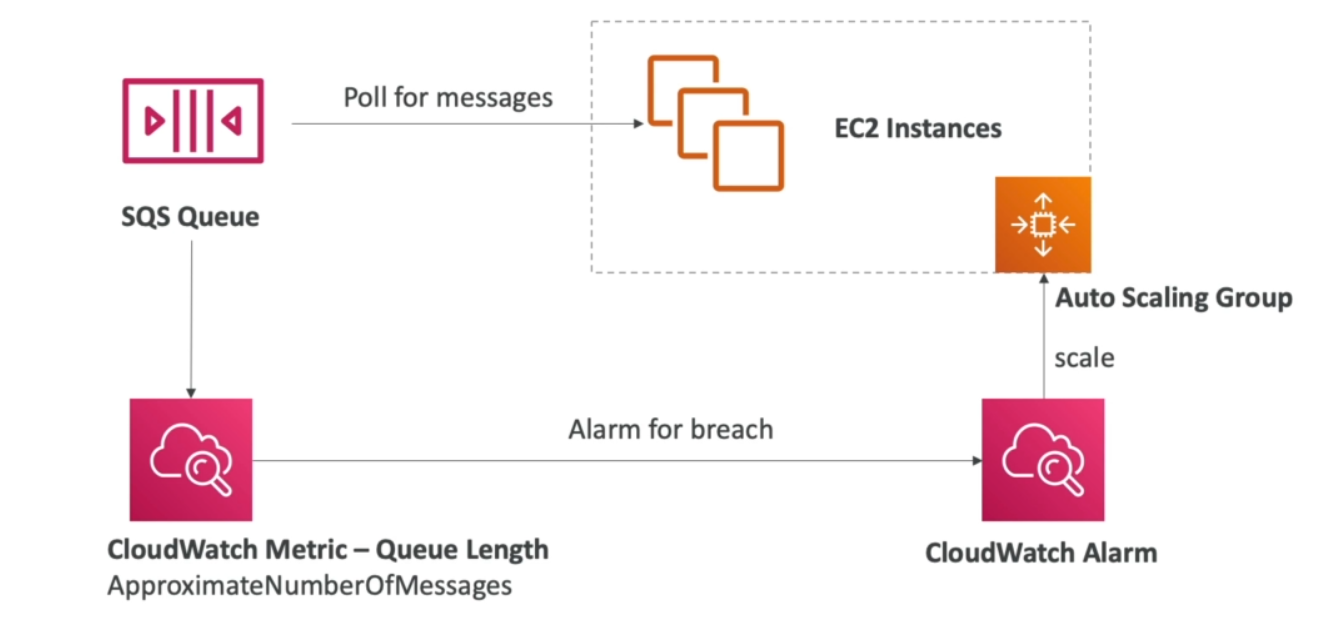 Poll for messages
EC2 Instances
SQS Queue
Auto Scaling Group
scale
Alarm for breach
CloudWatch Metric – Queue Length
ApproximateNumberOfMessages
CloudWatch Alarm